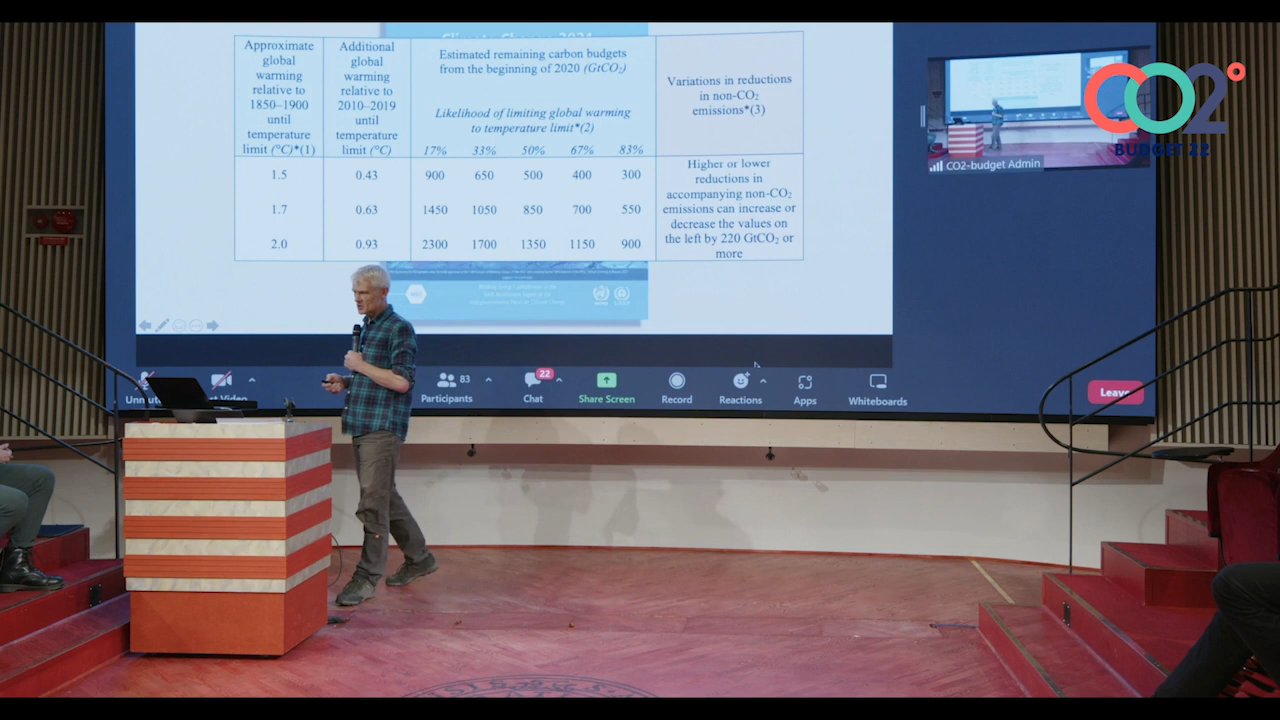 Approximate
global
warming
relative to
1850–1900
until
temperature
limit (°C)*(1)
Additional
global
warming
relative to
2010–2019
until
temperature
limit (°C)
Estimated remaining carbon budgets
from the beginning of 2020 (GtCO2)
Likelihood of limiting global warming
to temperature limit*(2)
17% 33% 50% 67% 83%
Variations in reductions
in non-CO2
emissions*(3)
1.5 0.43 900 650 500 400 300
1.7 0.63 1450 1050 850 700 550
2.0 0.93 2300 1700 1350 1150 900
Higher or lower
reductions in
accompanying non-CO2
emissions can increase or
decrease the values on
the left by 220 GtCO2 or
more
CO2°
BUDGET 22
CO2-budget Admin
Video
83
Participants
22
Chat
Share Screen
Record
Reactions
Apps
Whiteboards
Leave